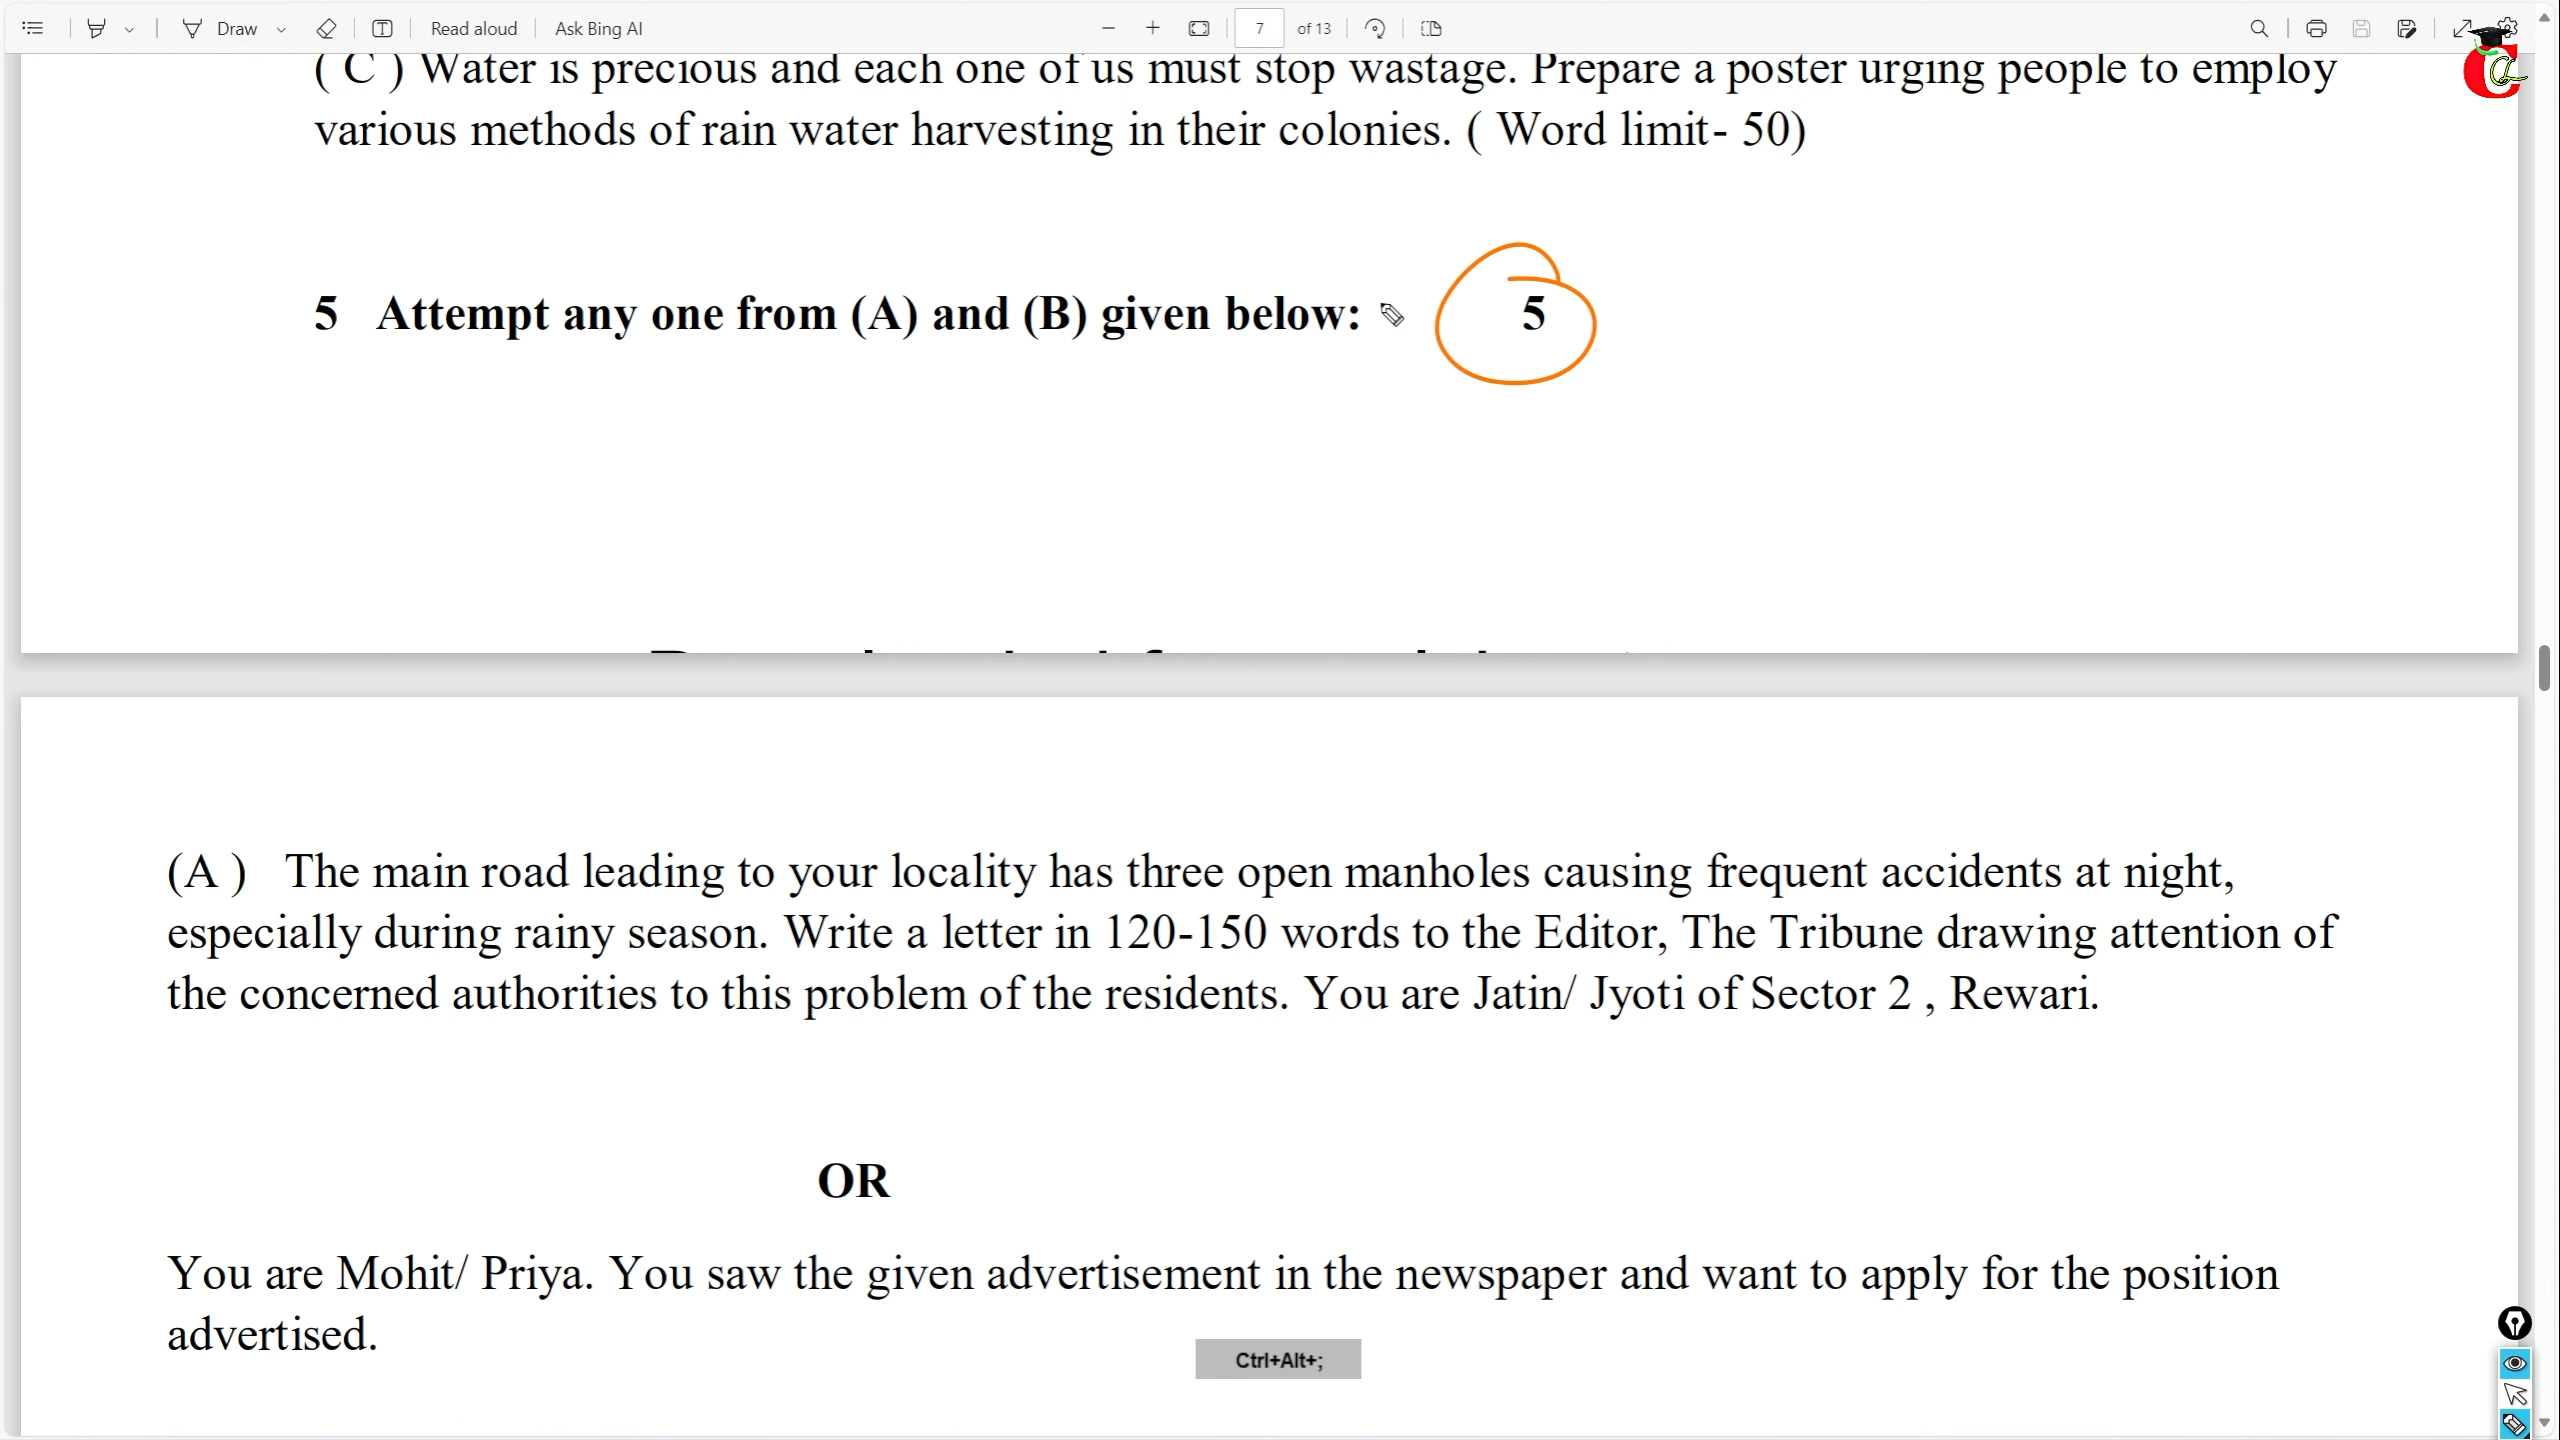 Draw
Read aloud
Ask Bing AI
7
of 13
( C ) Water is precious and each one of us must stop wastage. Prepare a poster urging people to employ
various methods of rain water harvesting in their colonies. ( Word limit- 50)
5 Attempt any one from (A) and (B) given below: 5
(A ) The main road leading to your locality has three open manholes causing frequent accidents at night,
especially during rainy season. Write a letter in 120-150 words to the Editor, The Tribune drawing attention of
the concerned authorities to this problem of the residents. You are Jatin/ Jyoti of Sector 2 , Rewari.
OR
You are Mohit/ Priya. You saw the given advertisement in the newspaper and want to apply for the position
advertised.
Ctrl+Alt+;